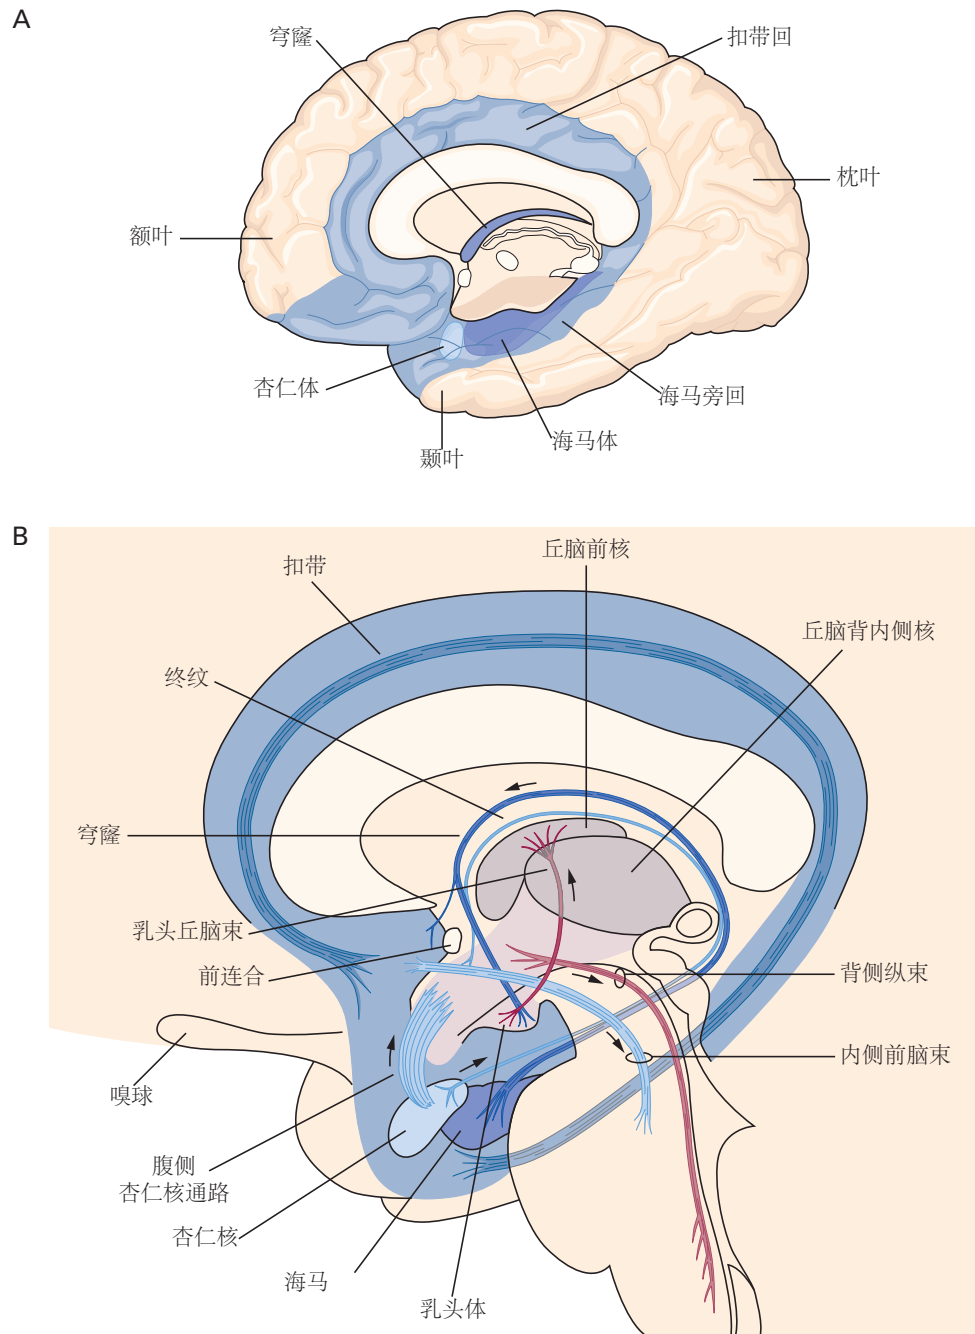 A
穹窿
扣带回
枕叶
额叶
杏仁体
海马旁回
海马体
颞叶
B
丘脑前核
扣带
丘脑背内侧核
终纹
穹窿
乳头丘脑束
前连合
背侧纵束
内侧前脑束
嗅球
腹侧
杏仁核通路
杏仁核
海马
乳头体